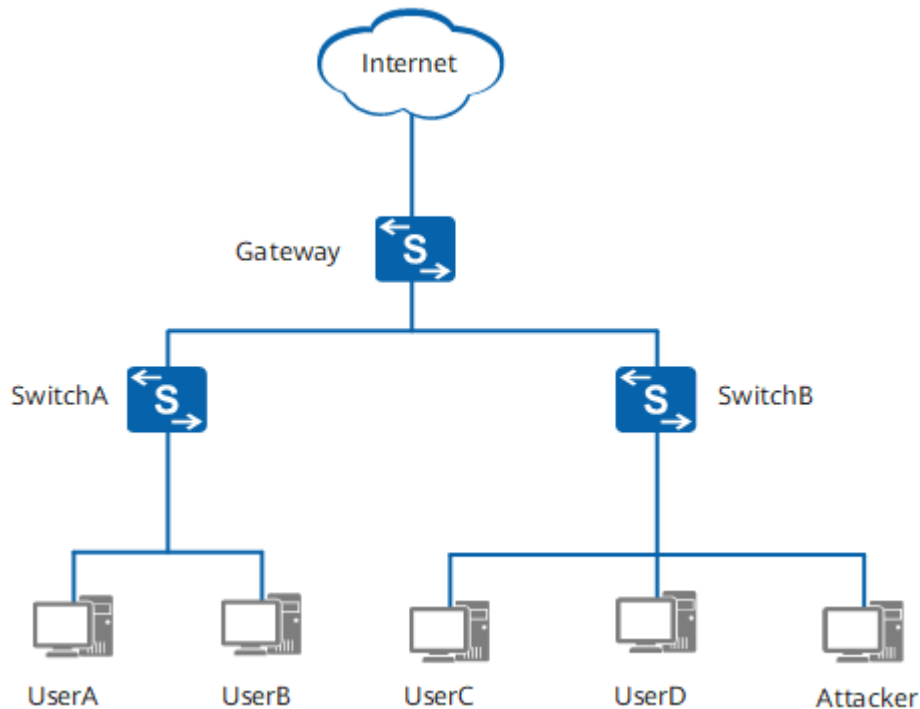 Internet
Gateway
S
SwitchA
S
S
SwitchB
UserA
UserB
UserC
UserD
Attacker